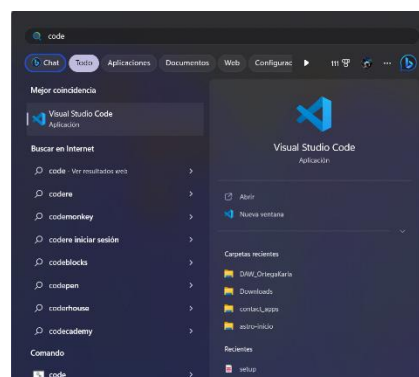 code
Chat Todo Aplicaciones Documentos Web Configurac 111
Mejor coincidencia
Visual Studio Code
Aplicación
Buscar en Internet
code - Ver resultados web
codere
codemonkey
codere iniciar sesión
codeblocks
codepen
coderhouse
codecademy
Comando
code
Visual Studio Code
Aplicación
Abrir
Nueva ventana
Carpetas recientes
DAW_OrtegaKarla
Downloads
contact_apps
astro-inicio
Recientes
setup